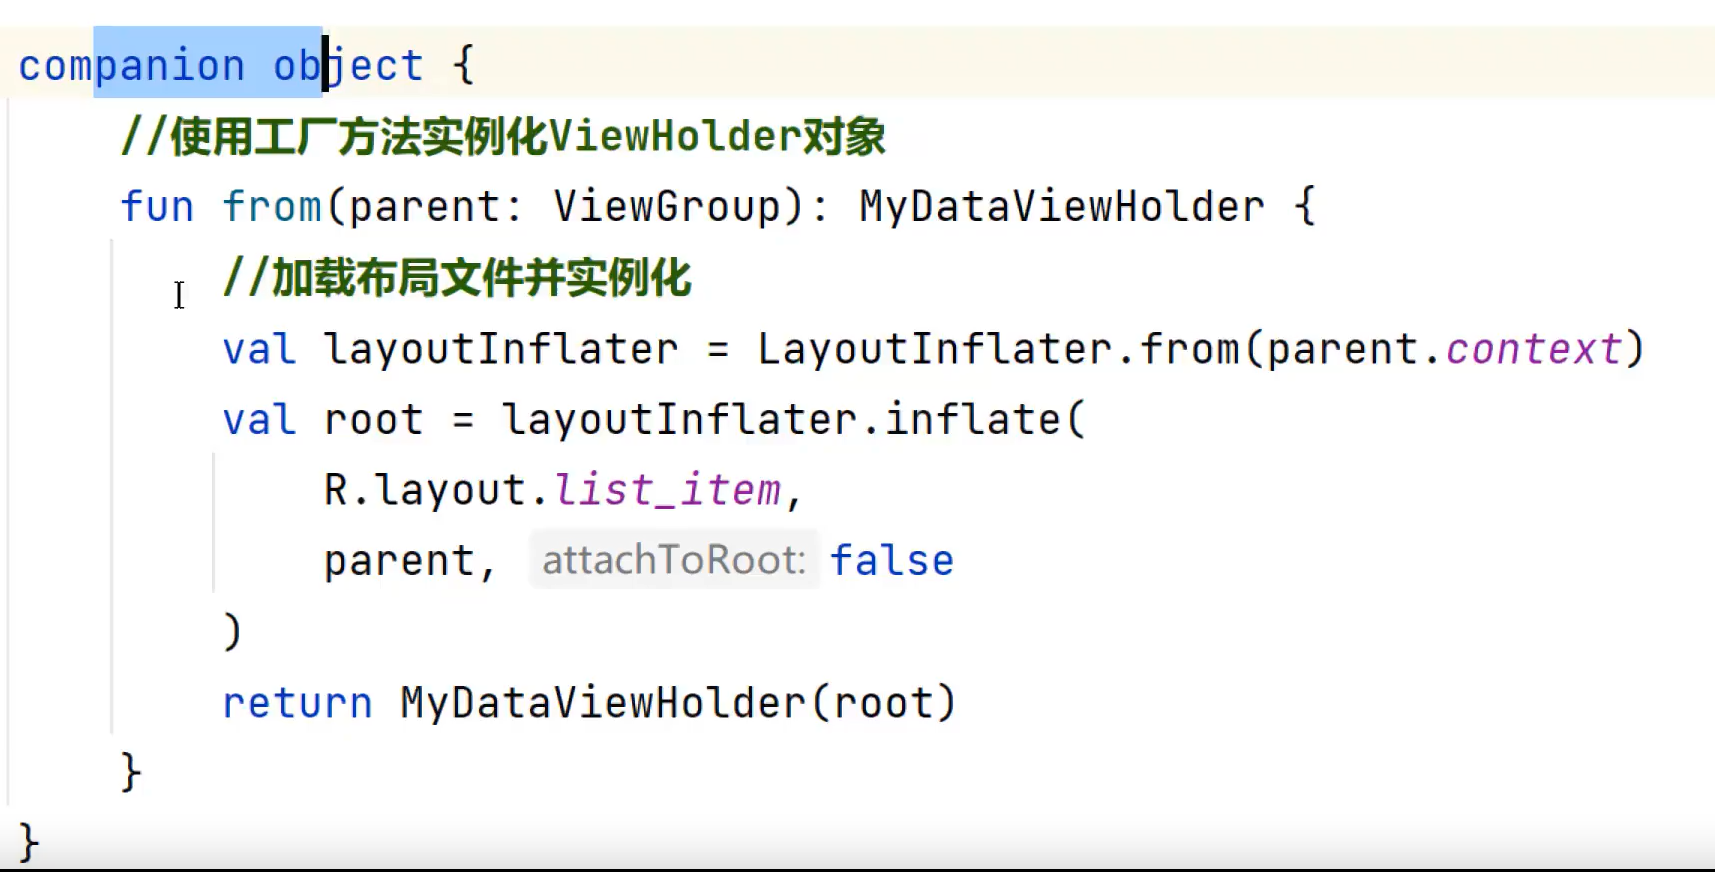 companion object {
//使用工厂方法实例化ViewHolder对象
fun from(parent: ViewGroup): MyDataViewHolder {
//加载布局文件并实例化
val layoutInflater = LayoutInflater.from(parent.context)
val root = layoutInflater.inflate(
R.layout.list_item,
parent, attachToRoot: false
)
return MyDataViewHolder(root)
}
}